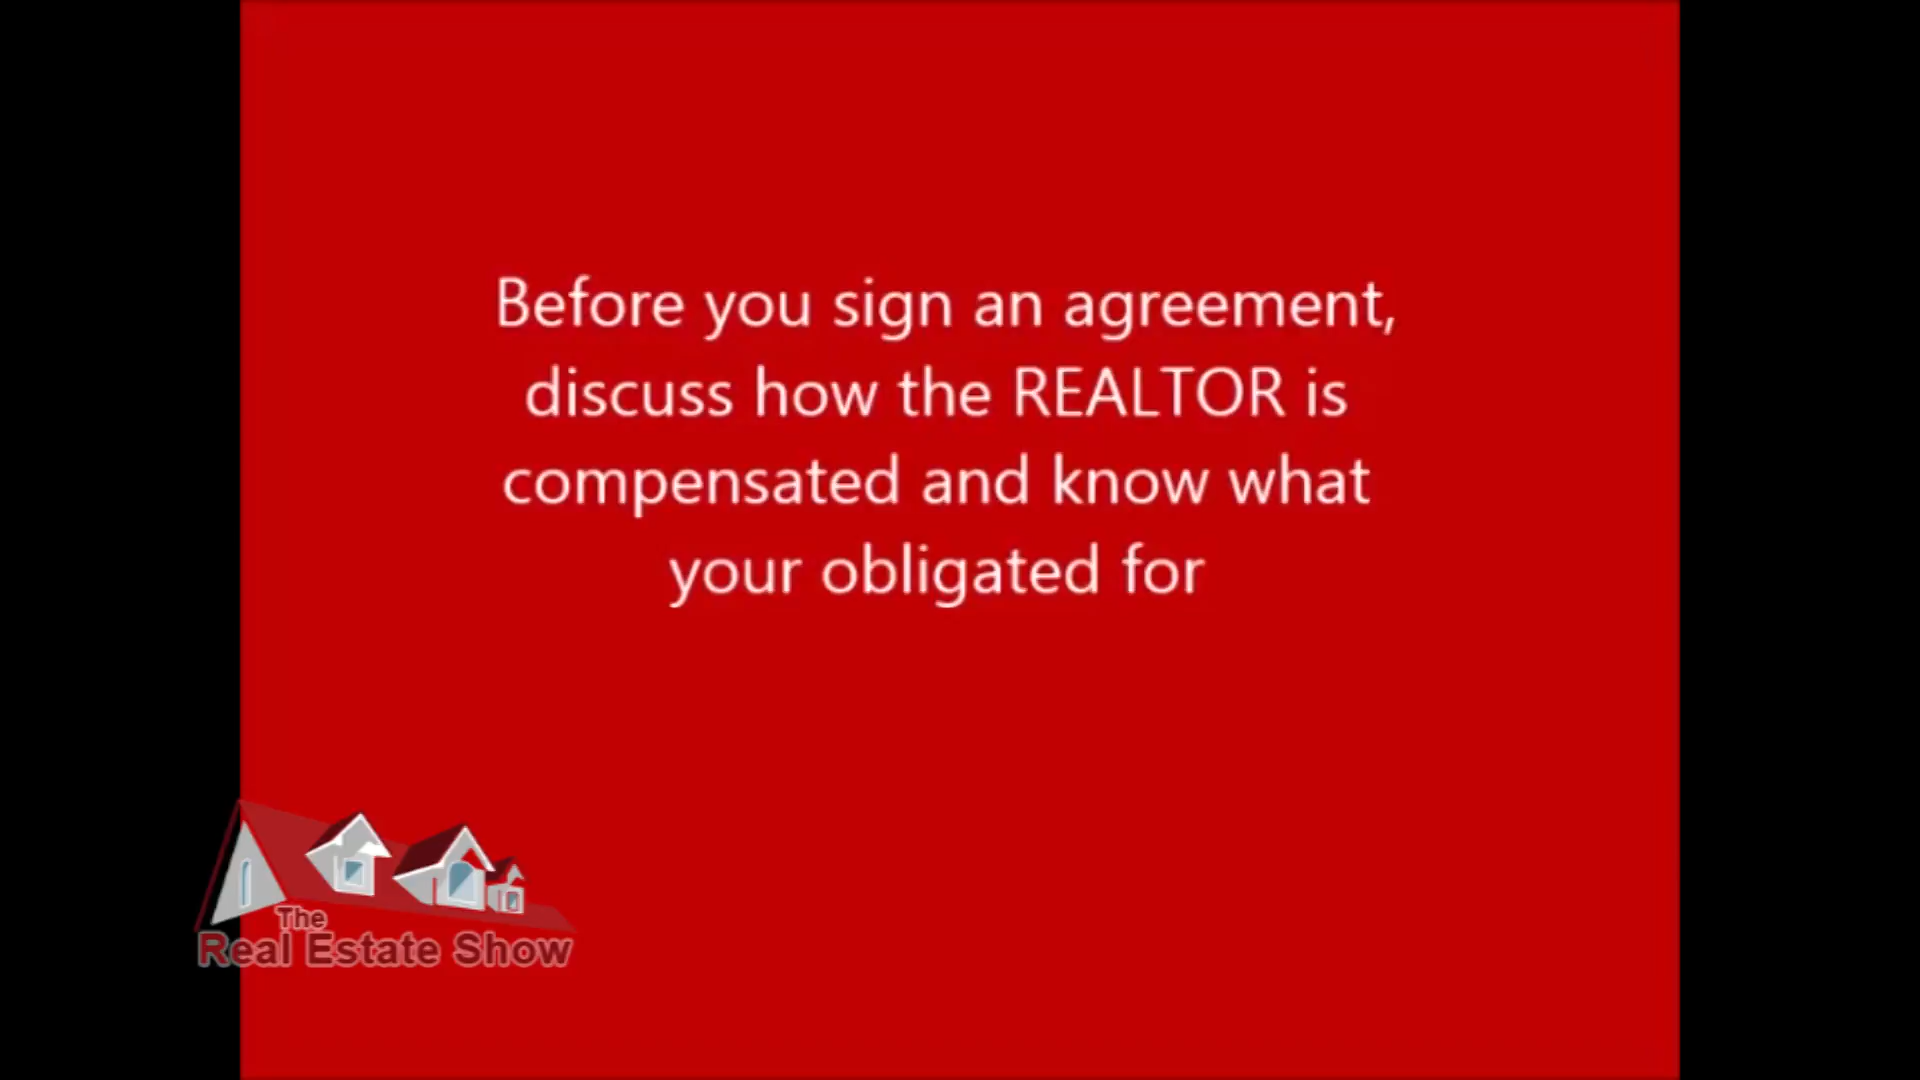 Before you sign an agreement,
discuss how the REALTOR is
compensated and know what
your obligated for
The
Real Estate Show